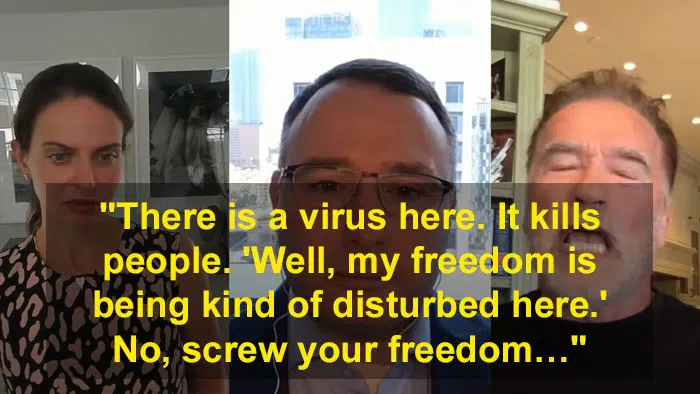 "There is a virus here. It kills
people. 'Well, my freedom is
being kind of disturbed here.'
No, screw your freedom…"